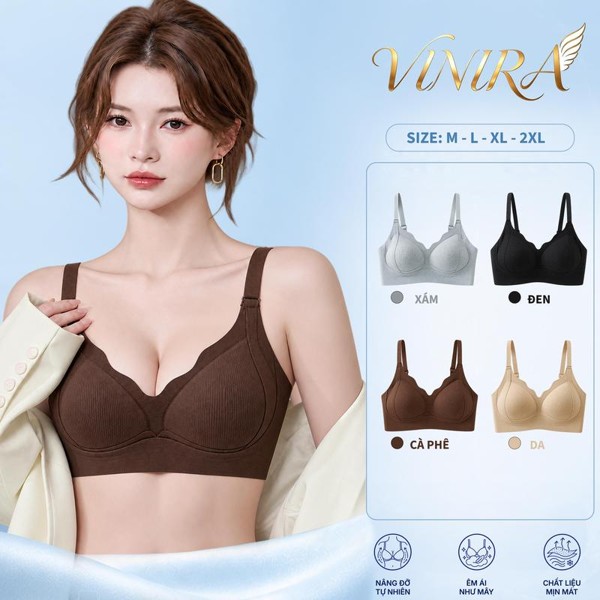 VINIRA
SIZE: M - L - XL - 2XL
XÁM
ĐEN
CÀ PHÊ
DA
NÂNG ĐỠ
TỰ NHIÊN
ÊM ÁI
NHƯ MÂY
CHẤT LIỆU
MỊN MÁT